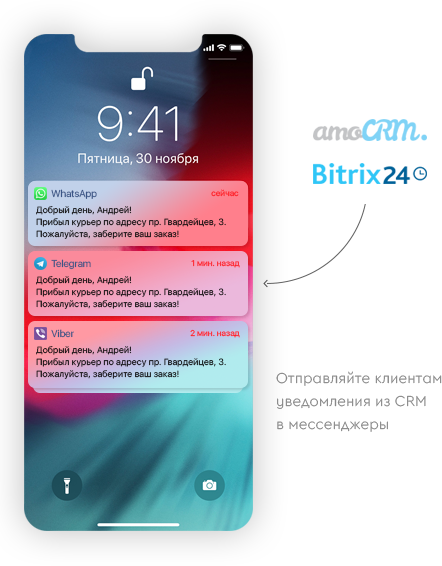 9:41
Пятница, 30 ноября
WhatsApp сейчас
Добрый день, Андрей!
Прибыл курьер по адресу пр. Гвардейцев, 3.
Пожалуйста, заберите ваш заказ!
Telegram 1 мин. назад
Добрый день, Андрей!
Прибыл курьер по адресу пр. Гвардейцев, 3.
Пожалуйста, заберите ваш заказ!
Viber 2 мин. назад
Добрый день, Андрей!
Прибыл курьер по адресу пр. Гвардейцев, 3.
Пожалуйста, заберите ваш заказ!
amoCRM.
Bitrix24
Отправляйте клиентам
уведомления из CRM
в мессенджеры